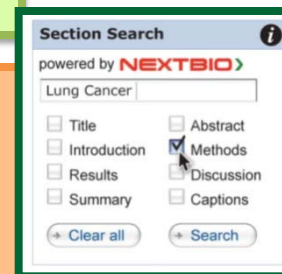 Section Search i
powered by NEXTBIO
Lung Cancer
Title Abstract
Introduction Methods
Results Discussion
Summary Captions
Clear all Search